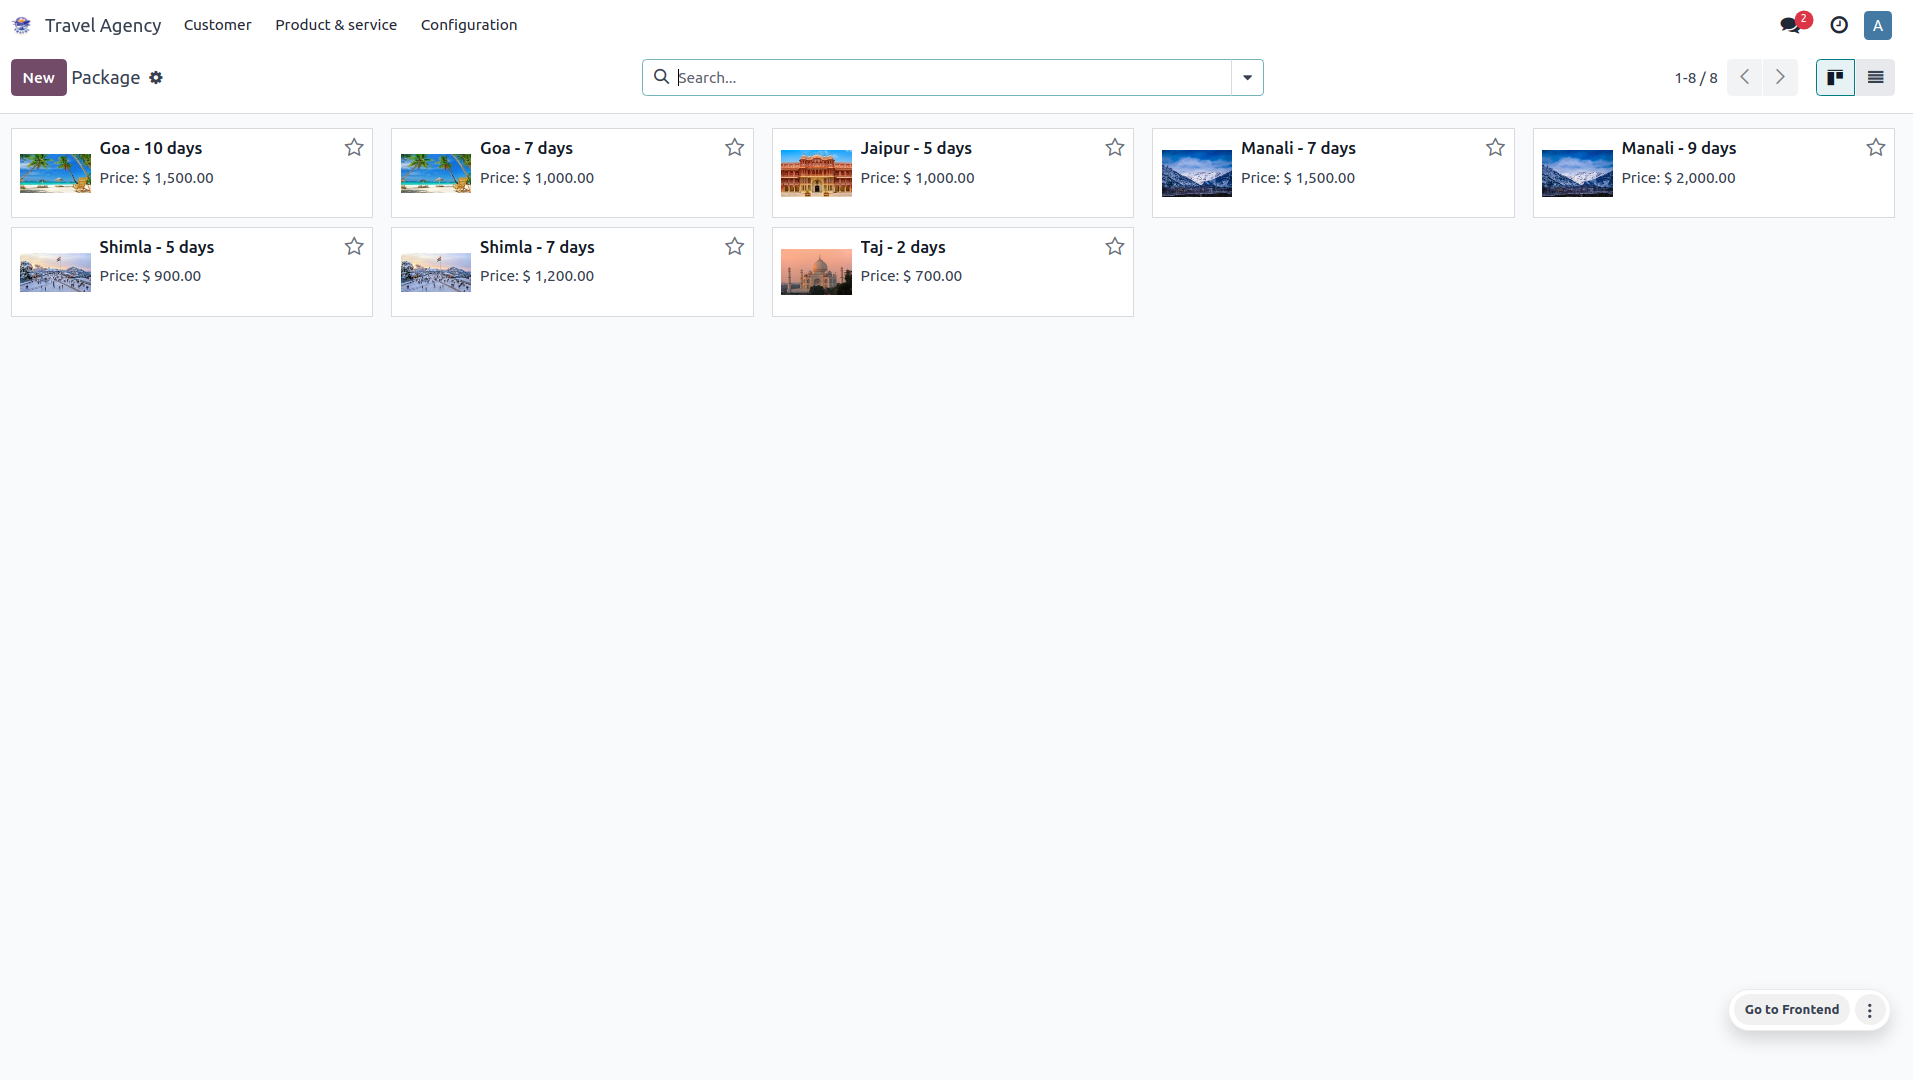 Travel Agency Customer Product & service Configuration 2 A
New Package Search... 1-8 / 8
Goa - 10 days
Price: $ 1,500.00
Goa - 7 days
Price: $ 1,000.00
Jaipur - 5 days
Price: $ 1,000.00
Manali - 7 days
Price: $ 1,500.00
Manali - 9 days
Price: $ 2,000.00
Shimla - 5 days
Price: $ 900.00
Shimla - 7 days
Price: $ 1,200.00
Taj - 2 days
Price: $ 700.00
Go to Frontend